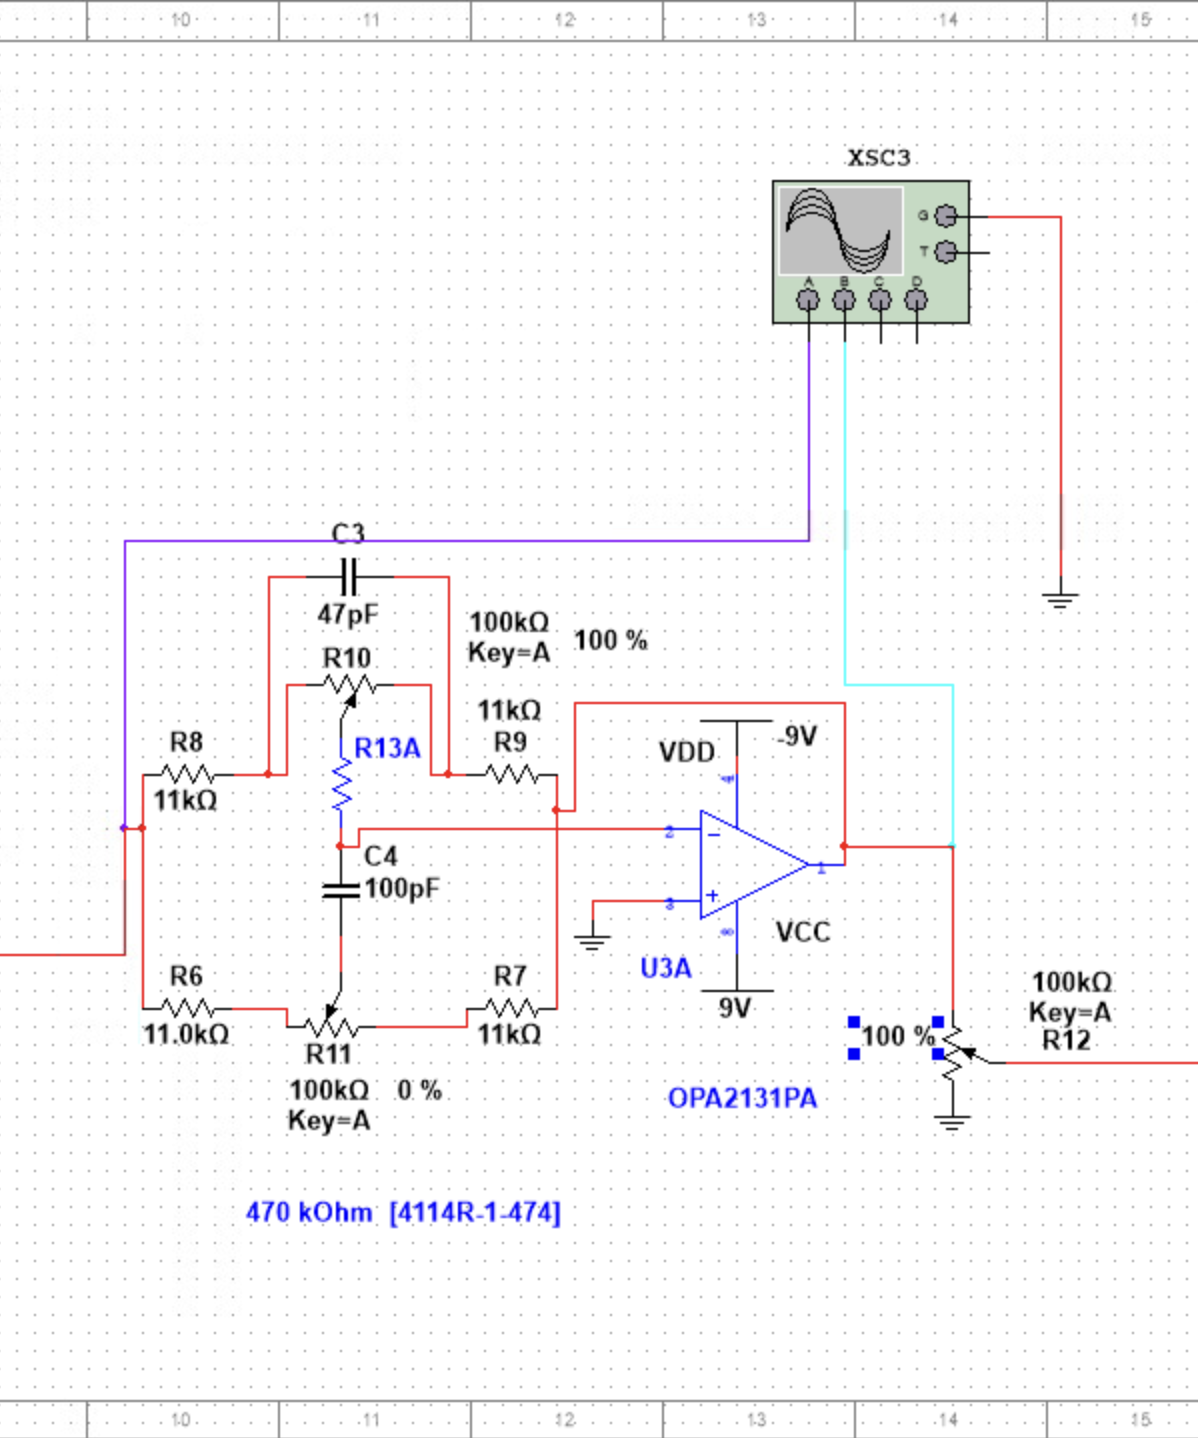 10 11 12 13 14 15
XSC3
G
T
A B C D
C3
47pF
100kΩ
Key=A
100 %
R10
11kΩ
R9
R8
11kΩ
R13A
VDD
-9V
4
2
C4
100pF
1
3
8
VCC
U3A
9V
R6
11.0kΩ
R7
11kΩ
R11
100kΩ 0 %
Key=A
100kΩ
Key=A
R12
100 %
OPA2131PA
470 kOhm [4114R-1-474]
10 11 12 13 14 15